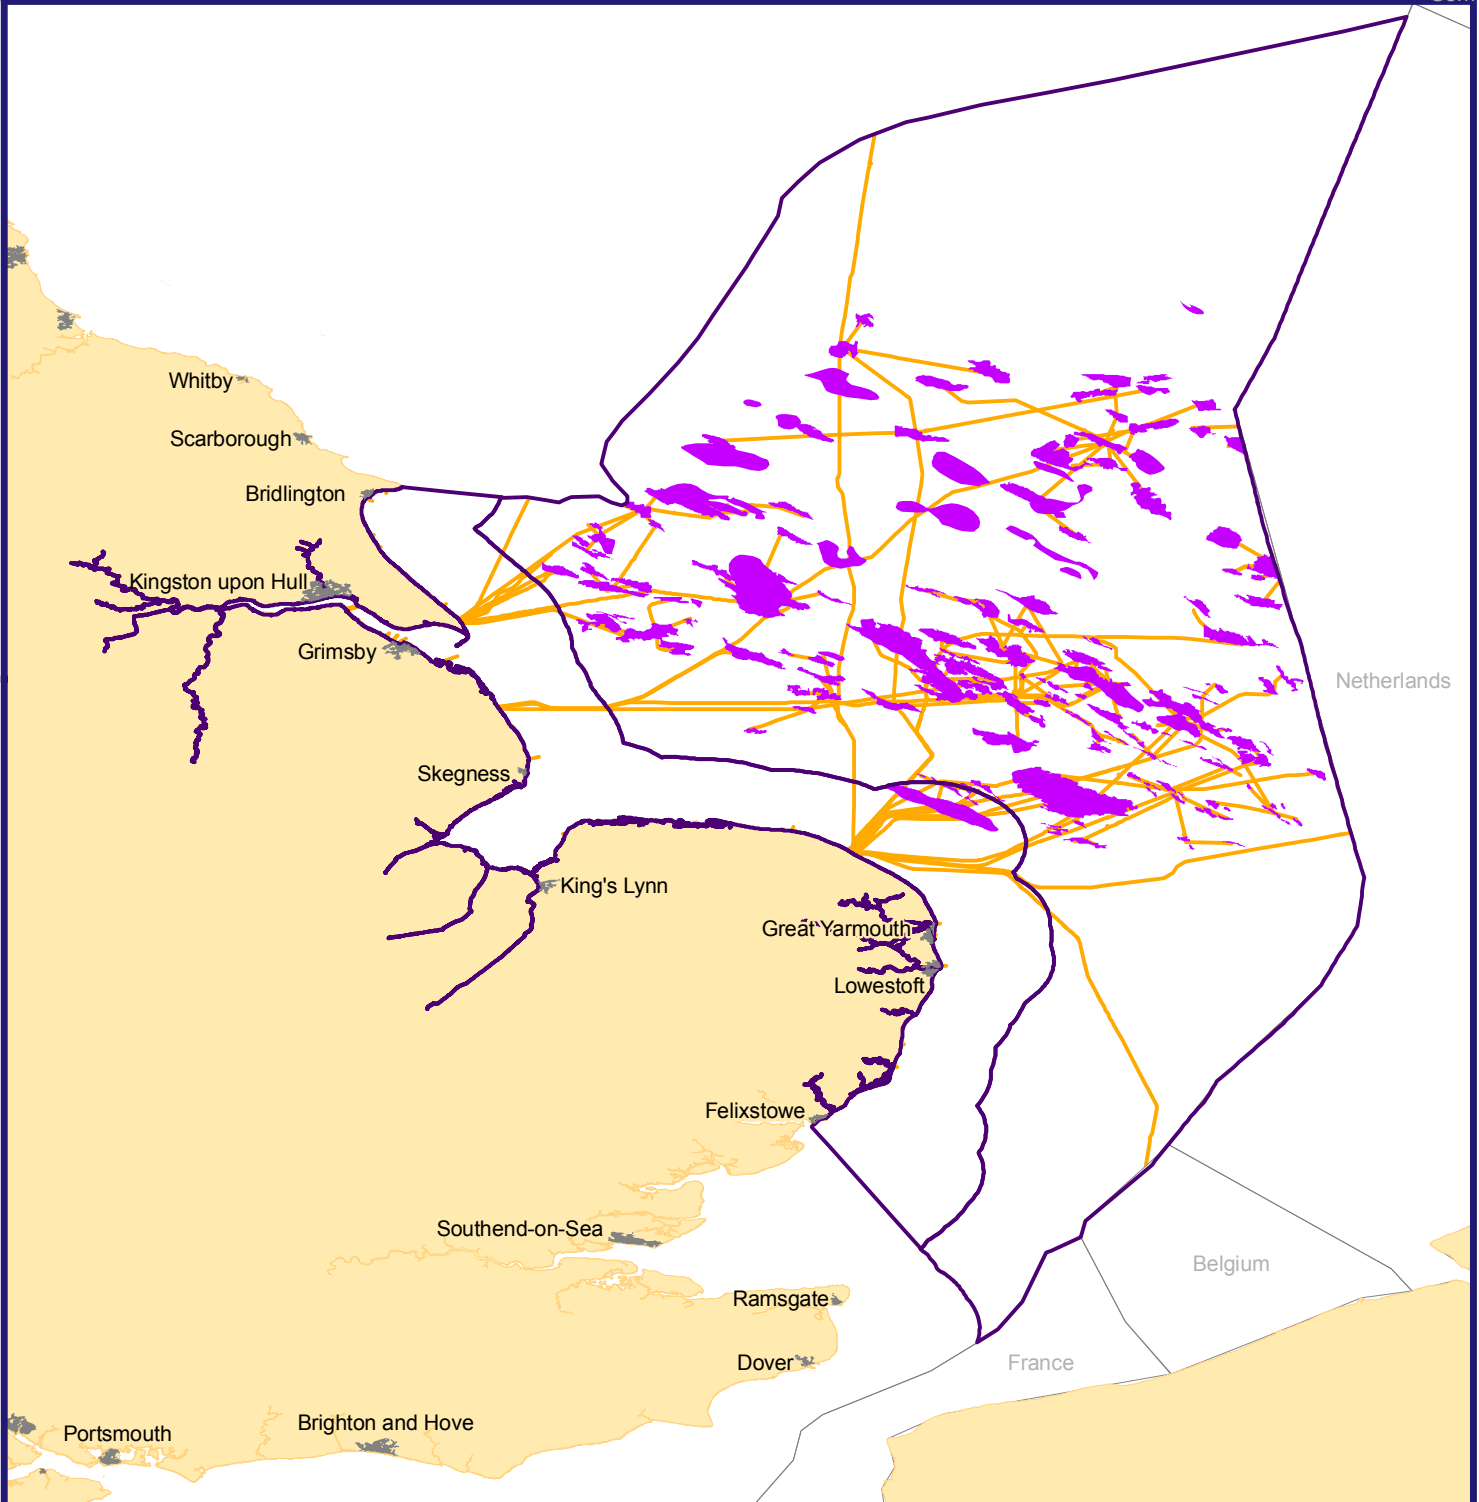 Whitby
Scarborough
Bridlington
Kingston upon Hull
Grimsby
Netherlands
Skegness
King's Lynn
Great Yarmouth
Lowestoft
Felixstowe
Southend-on-Sea
Belgium
Ramsgate
Dover
France
Brighton and Hove
Portsmouth